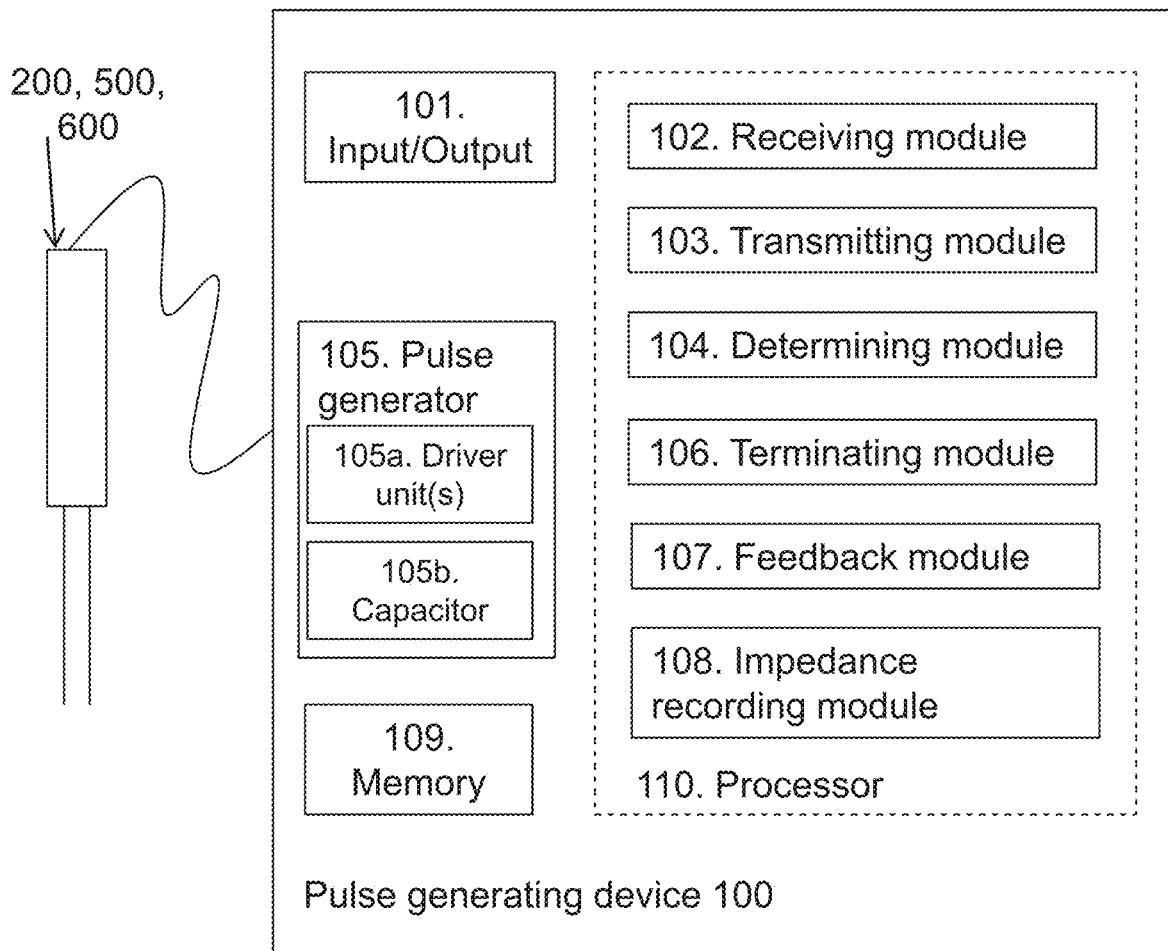 200, 500,
600
101.
Input/Output
105. Pulse
generator
105a. Driver
unit(s)
105b.
Capacitor
109.
Memory
102. Receiving module
103. Transmitting module
104. Determining module
106. Terminating module
107. Feedback module
108. Impedance
recording module
110. Processor
Pulse generating device 100